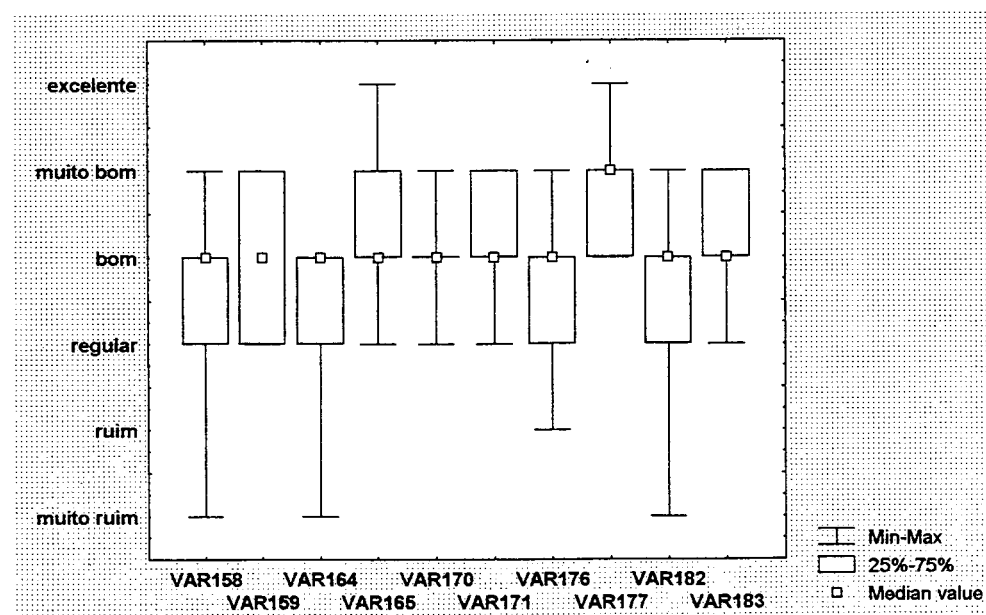 excelente
muito bom
bom
regular
ruim
muito ruim
VAR158 VAR164 VAR170 VAR176 VAR182
VAR159 VAR165 VAR171 VAR177 VAR183
Min-Max
25%-75%
Median value